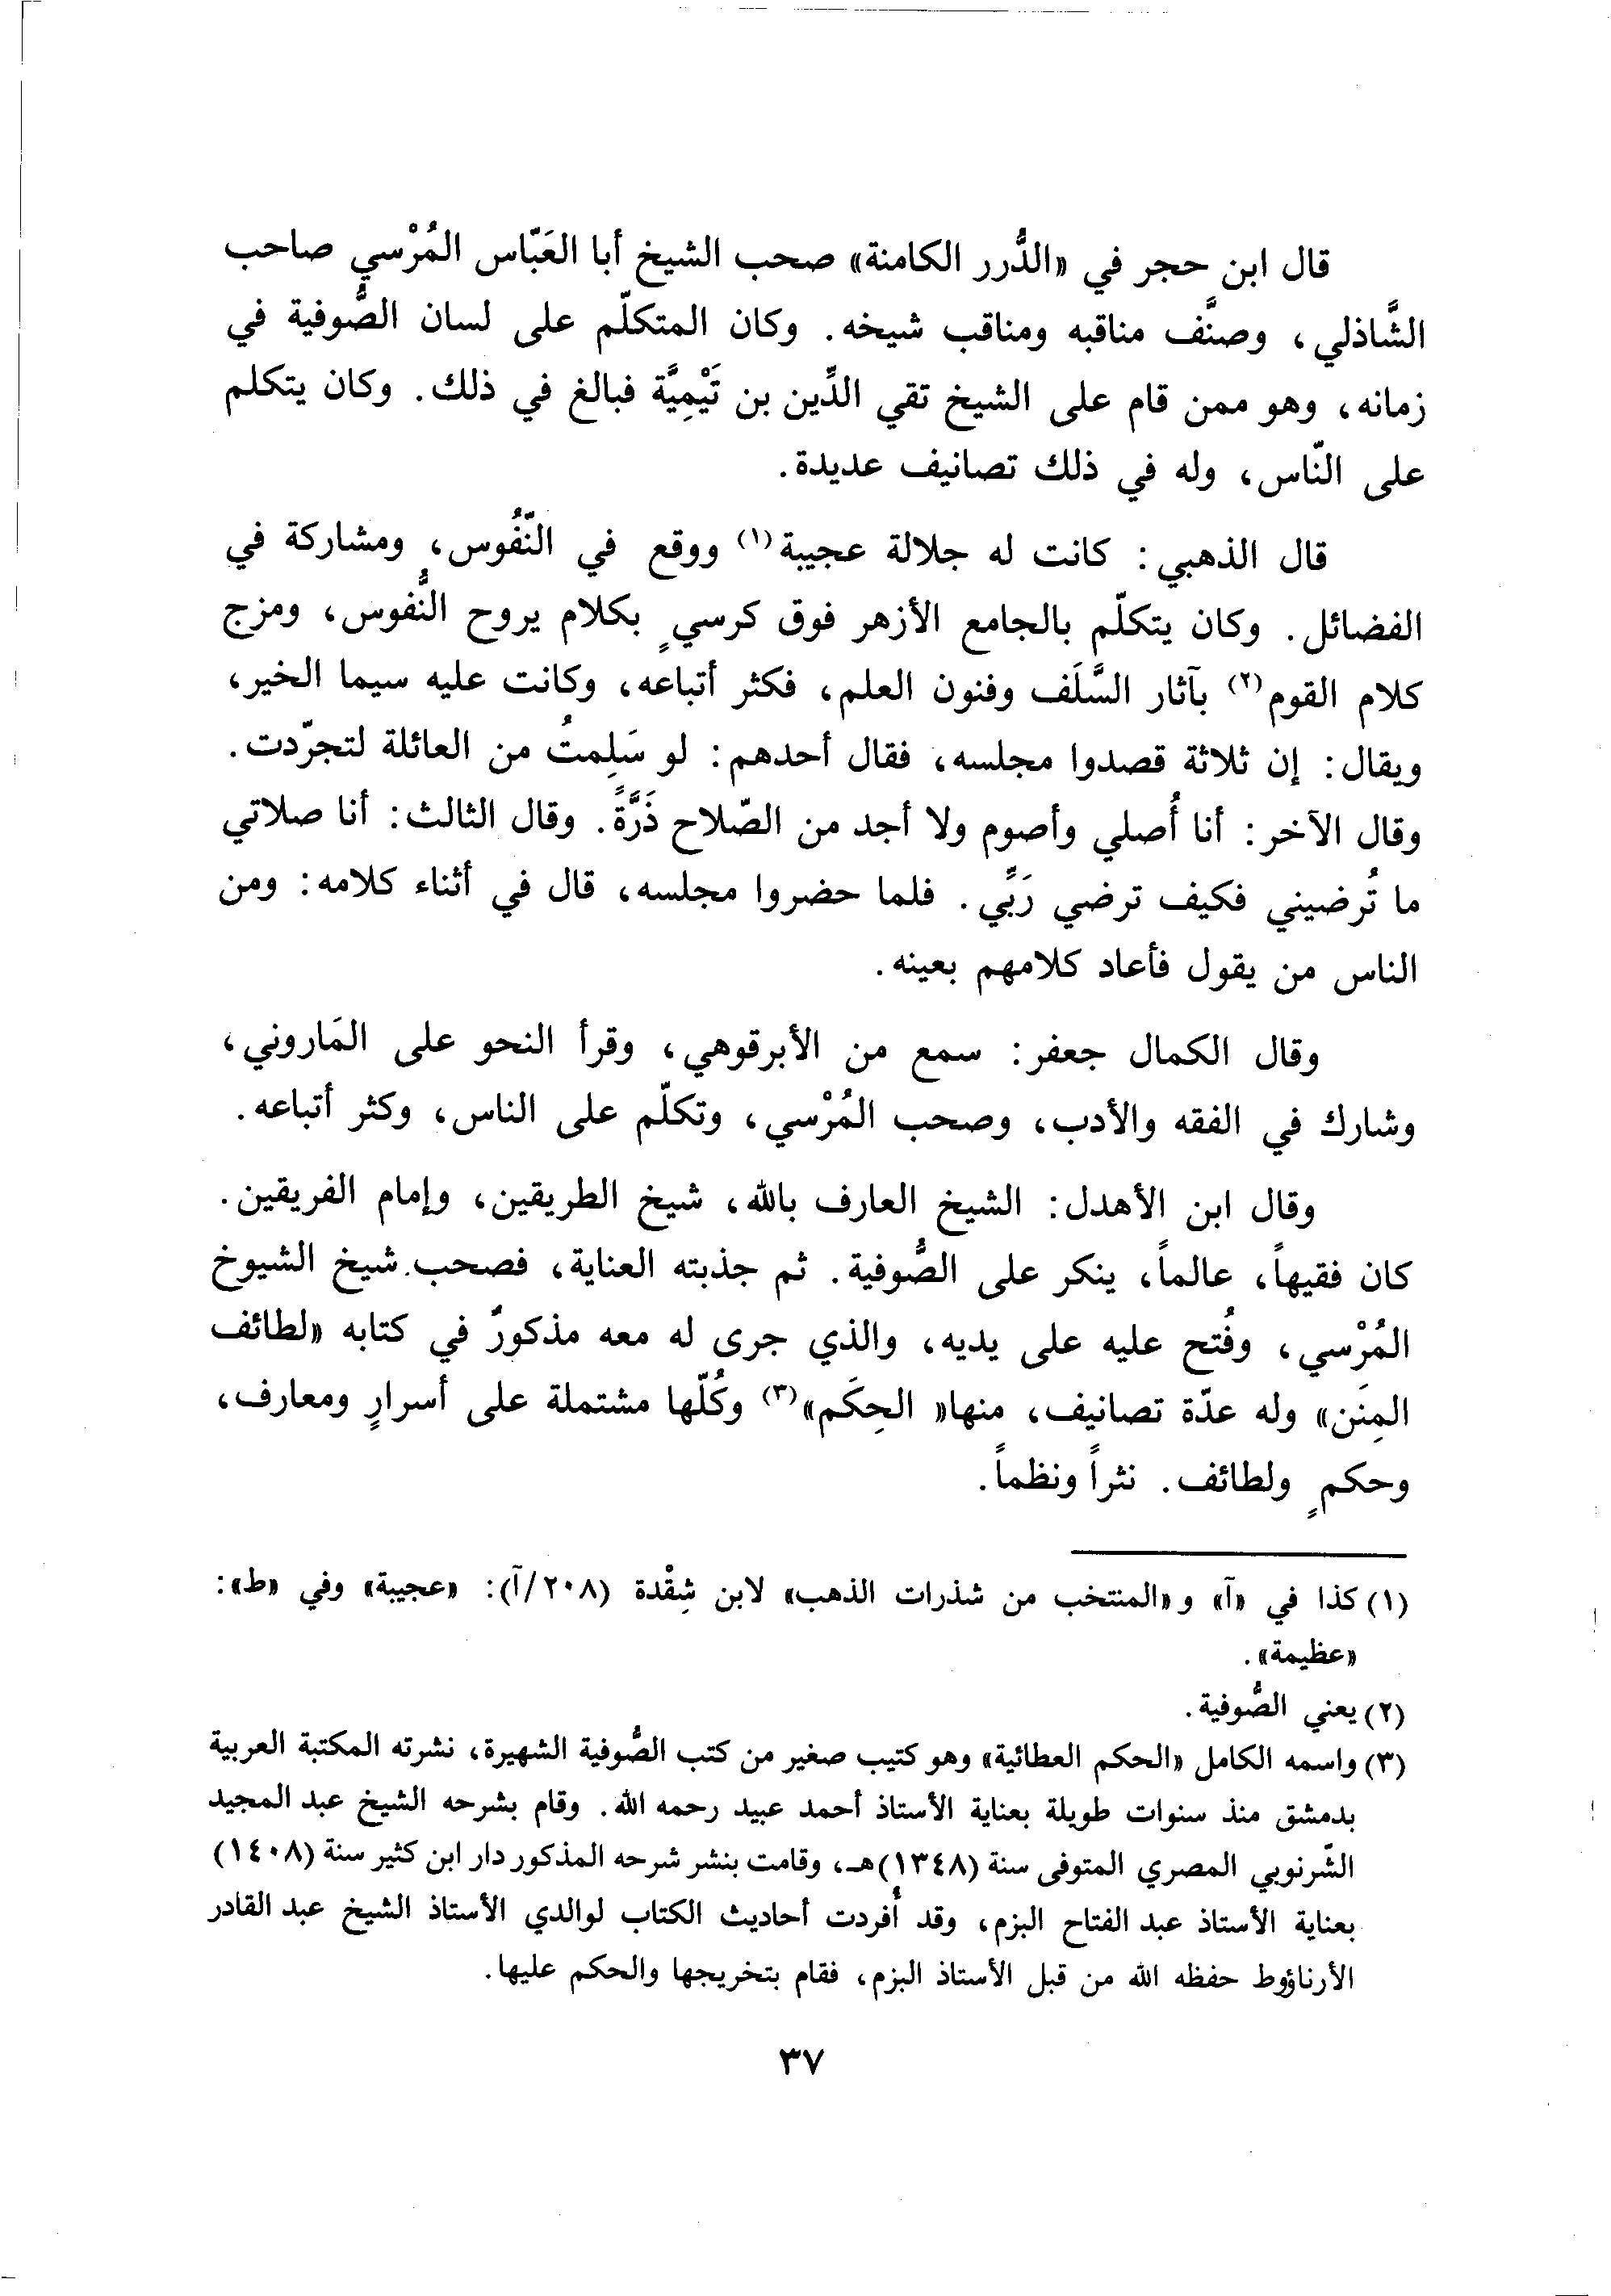 قال ابن حجر في «الدُّرر الكامنة» صحب الشيخ أبا العَبّاس المُرْسي صاحب
الشَّاذلي، وصنَّف مناقبه ومناقب شيخه. وكان المتكلّم على لسان الصُّوفية في
زمانه، وهو ممن قام على الشيخ تقي الدِّين بن تَيْمِيَّة فبالغ في ذلك. وكان يتكلم
على النّاس، وله في ذلك تصانيف عديدة.
قال الذهبي: كانت له جلالة عجيبة(١) ووقع في النّفُوس، ومشاركة في
الفضائل. وكان يتكلّم بالجامع الأزهر فوق كرسيٍ بكلام يروح النُّفوس، ومزج
كلام القوم(٢) بآثار السَّلَف وفنون العلم، فكثر أتباعه، وكانت عليه سيما الخير،
ويقال: إن ثلاثة قصدوا مجلسه، فقال أحدهم: لو سَلِمتُ من العائلة لتجرّدت.
وقال الآخر: أنا أُصلي وأصوم ولا أجد من الصّلاح ذَرَّةً. وقال الثالث: أنا صلاتي
ما تُرضيني فكيف ترضي رَبِّي. فلما حضروا مجلسه، قال في أثناء كلامه: ومن
الناس من يقول فأعاد كلامهم بعينه.
وقال الكمال جعفر: سمع من الأبرقوهي، وقرأ النحو على المَاروني،
وشارك في الفقه والأدب، وصحب المُرْسي، وتكلّم على الناس، وكثر أتباعه.
وقال ابن الأهدل: الشيخ العارف بالله، شيخ الطريقين، وإمام الفريقين.
كان فقيهاً، عالماً، ينكر على الصُّوفية. ثم جذبته العناية، فصحب شيخ الشيوخ
المُرْسي، وفُتح عليه على يديه، والذي جرى له معه مذكورٌ في كتابه «لطائف
المِنَن» وله عدّة تصانيف، منها« الحِكَم»(٣) وكُلّها مشتملة على أسرارٍ ومعارف،
وحكمٍ ولطائف. نثراً ونظماً.
(١) كذا في «آ» و «المنتخب من شذرات الذهب» لابن شِقْدة (٢٠٨/آ): «عجيبة» وفي «ط»:
«عظيمة».
(٢) يعني الصُّوفية.
(٣) واسمه الكامل «الحكم العطائية» وهو كتيب صغير من كتب الصُّوفية الشهيرة، نشرته المكتبة العربية
بدمشق منذ سنوات طويلة بعناية الأستاذ أحمد عبيد رحمه الله. وقام بشرحه الشيخ عبد المجيد
الشّرنوبي المصري المتوفى سنة (١٣٤٨)هـ، وقامت بنشر شرحه المذكور دار ابن كثير سنة (١٤٠٨)
بعناية الأستاذ عبد الفتاح البزم، وقد أُفردت أحاديث الكتاب لوالدي الأستاذ الشيخ عبد القادر
الأرناؤوط حفظه الله من قبل الأستاذ البزم، فقام بتخريجها والحكم عليها.
٣٧